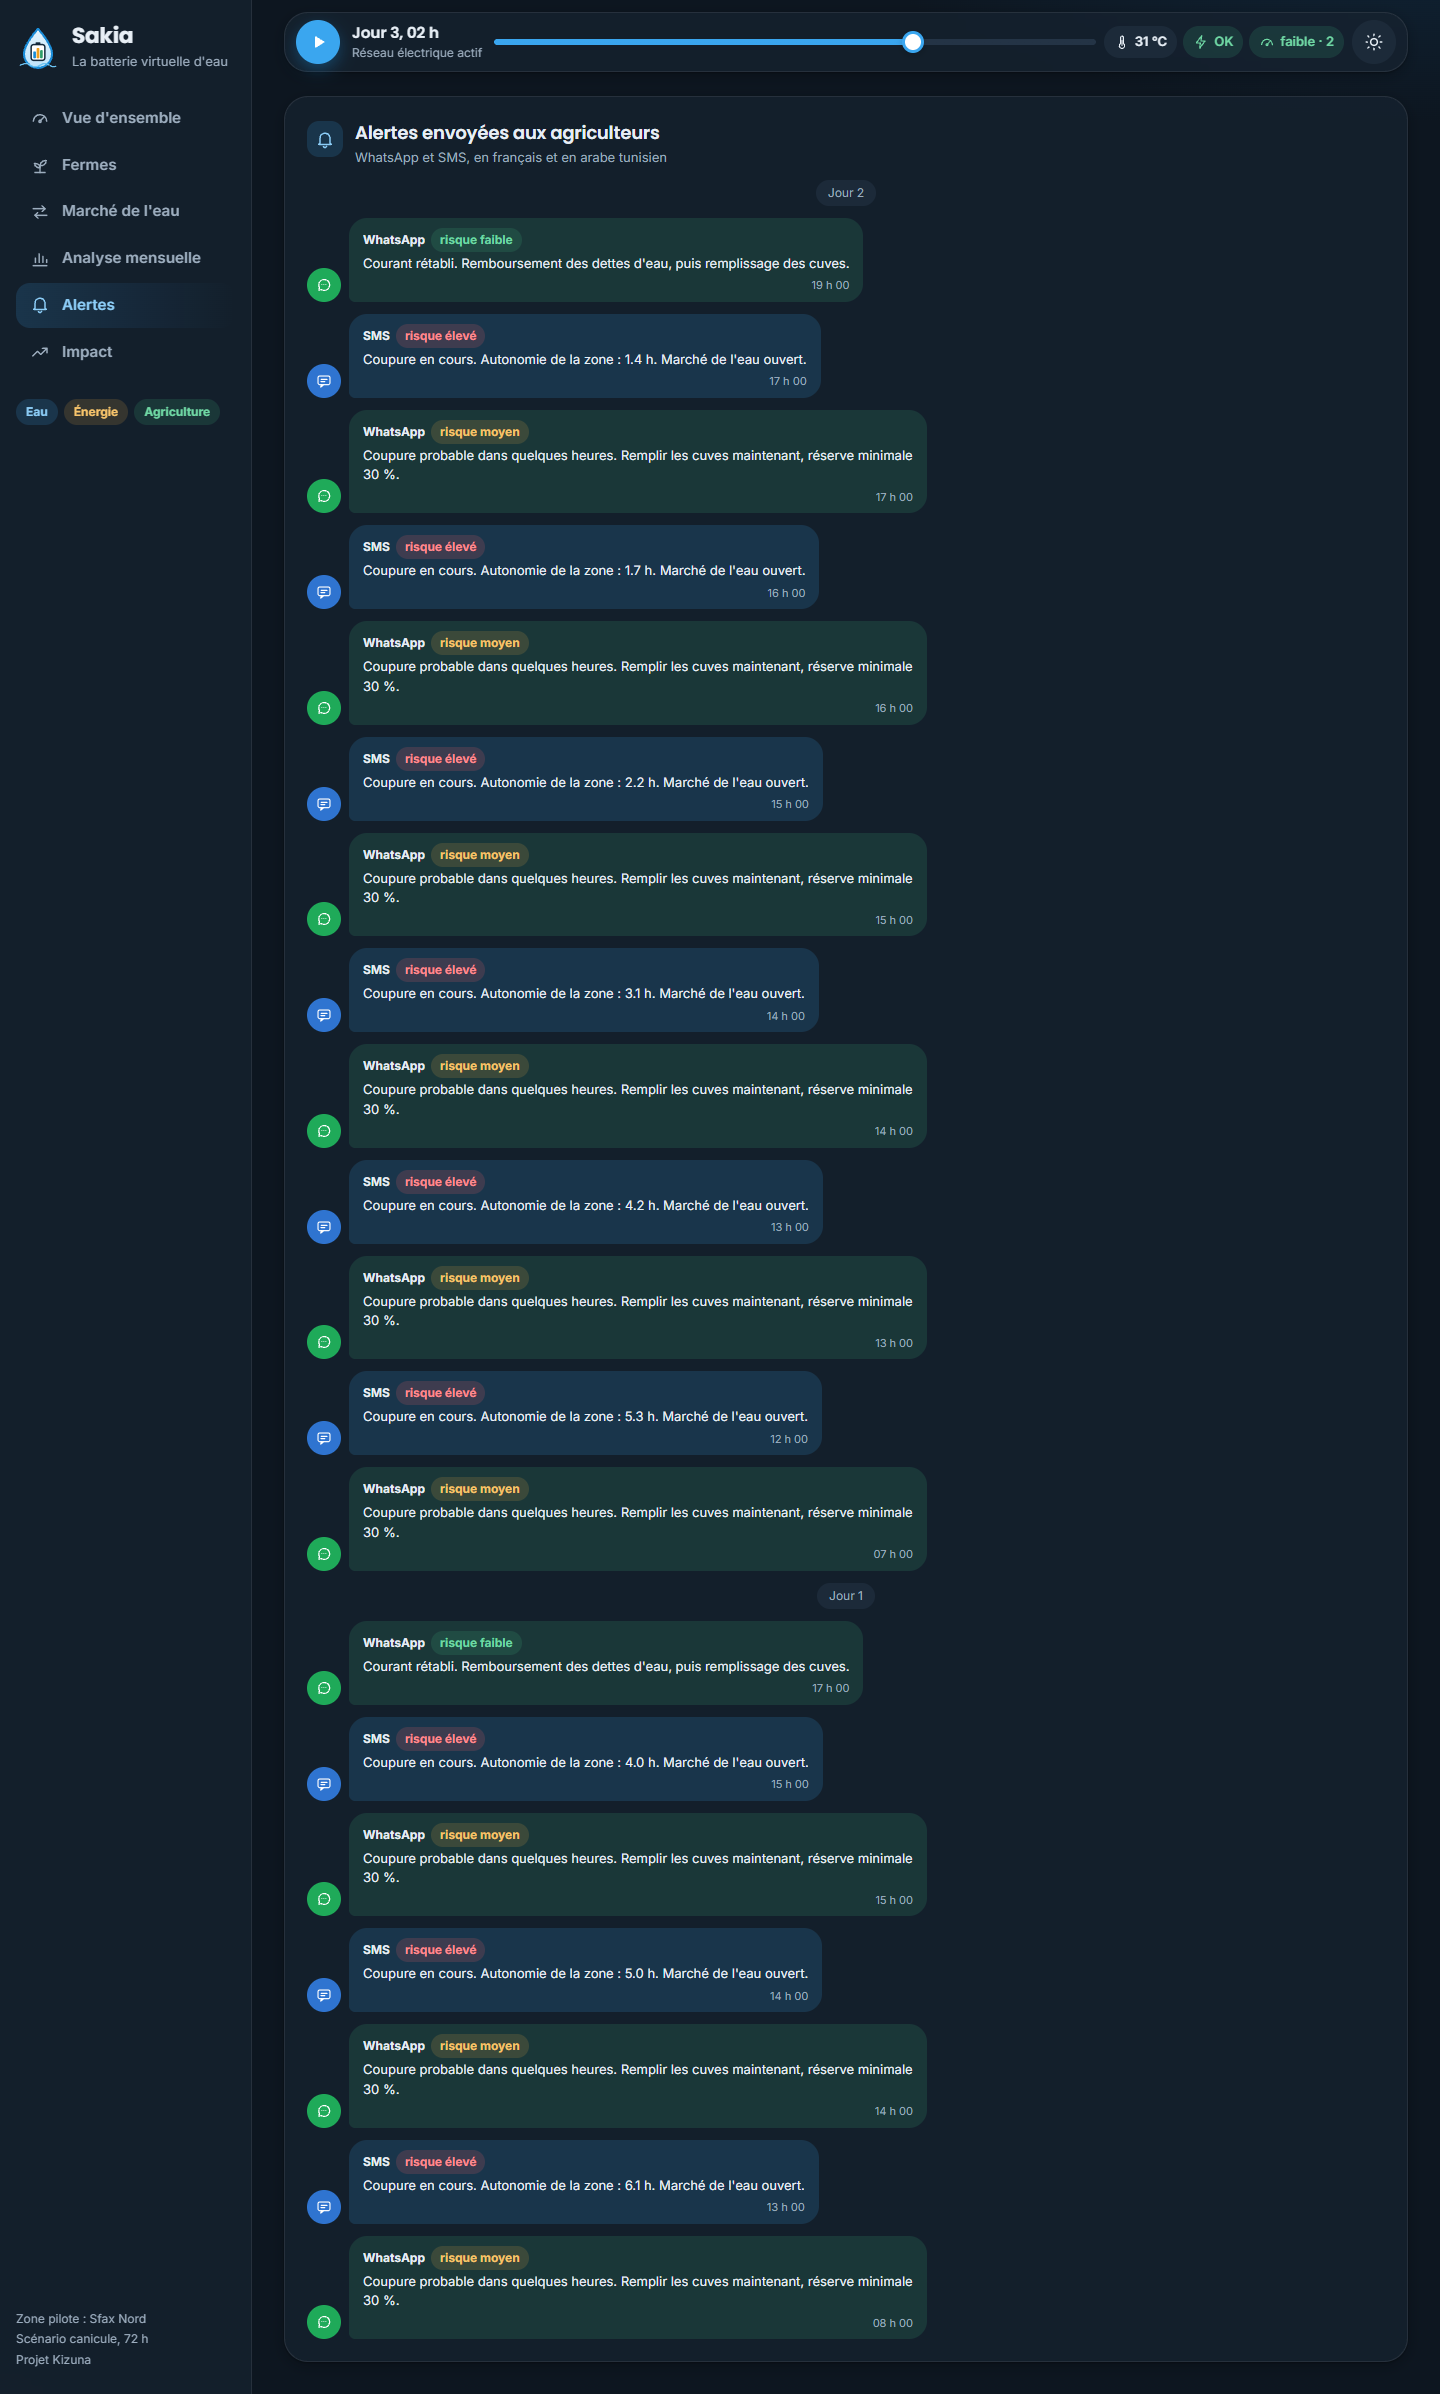 Sakia
La batterie virtuelle d'eau
Vue d'ensemble
Fermes
Marché de l'eau
Analyse mensuelle
Alertes
Impact
Eau
Énergie
Agriculture
Zone pilote : Sfax Nord
Scénario canicule, 72 h
Projet Kizuna
Jour 3, 02 h
Réseau électrique actif
31 °C
OK
faible · 2
Alertes envoyées aux agriculteurs
WhatsApp et SMS, en français et en arabe tunisien
Jour 2
WhatsApp risque faible
Courant rétabli. Remboursement des dettes d'eau, puis remplissage des cuves.
19 h 00
SMS risque élevé
Coupure en cours. Autonomie de la zone : 1.4 h. Marché de l'eau ouvert.
17 h 00
WhatsApp risque moyen
Coupure probable dans quelques heures. Remplir les cuves maintenant, réserve minimale
30 %.
17 h 00
SMS risque élevé
Coupure en cours. Autonomie de la zone : 1.7 h. Marché de l'eau ouvert.
16 h 00
WhatsApp risque moyen
Coupure probable dans quelques heures. Remplir les cuves maintenant, réserve minimale
30 %.
16 h 00
SMS risque élevé
Coupure en cours. Autonomie de la zone : 2.2 h. Marché de l'eau ouvert.
15 h 00
WhatsApp risque moyen
Coupure probable dans quelques heures. Remplir les cuves maintenant, réserve minimale
30 %.
15 h 00
SMS risque élevé
Coupure en cours. Autonomie de la zone : 3.1 h. Marché de l'eau ouvert.
14 h 00
WhatsApp risque moyen
Coupure probable dans quelques heures. Remplir les cuves maintenant, réserve minimale
30 %.
14 h 00
SMS risque élevé
Coupure en cours. Autonomie de la zone : 4.2 h. Marché de l'eau ouvert.
13 h 00
WhatsApp risque moyen
Coupure probable dans quelques heures. Remplir les cuves maintenant, réserve minimale
30 %.
13 h 00
SMS risque élevé
Coupure en cours. Autonomie de la zone : 5.3 h. Marché de l'eau ouvert.
12 h 00
WhatsApp risque moyen
Coupure probable dans quelques heures. Remplir les cuves maintenant, réserve minimale
30 %.
07 h 00
Jour 1
WhatsApp risque faible
Courant rétabli. Remboursement des dettes d'eau, puis remplissage des cuves.
17 h 00
SMS risque élevé
Coupure en cours. Autonomie de la zone : 4.0 h. Marché de l'eau ouvert.
15 h 00
WhatsApp risque moyen
Coupure probable dans quelques heures. Remplir les cuves maintenant, réserve minimale
30 %.
15 h 00
SMS risque élevé
Coupure en cours. Autonomie de la zone : 5.0 h. Marché de l'eau ouvert.
14 h 00
WhatsApp risque moyen
Coupure probable dans quelques heures. Remplir les cuves maintenant, réserve minimale
30 %.
14 h 00
SMS risque élevé
Coupure en cours. Autonomie de la zone : 6.1 h. Marché de l'eau ouvert.
13 h 00
WhatsApp risque moyen
Coupure probable dans quelques heures. Remplir les cuves maintenant, réserve minimale
30 %.
08 h 00